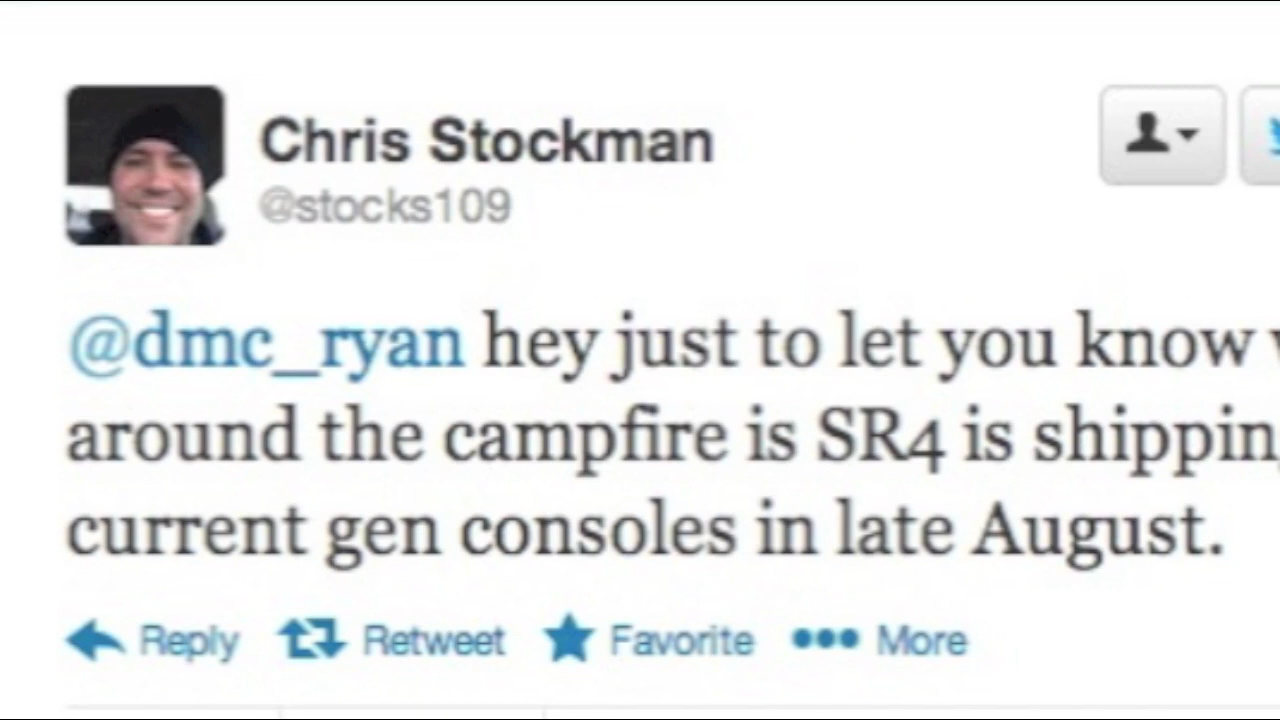 Chris Stockman
@stocks109
@dmc_ryan hey just to let you know
around the campfire is SR4 is shippin
current gen consoles in late August.
Reply Retweet Favorite More